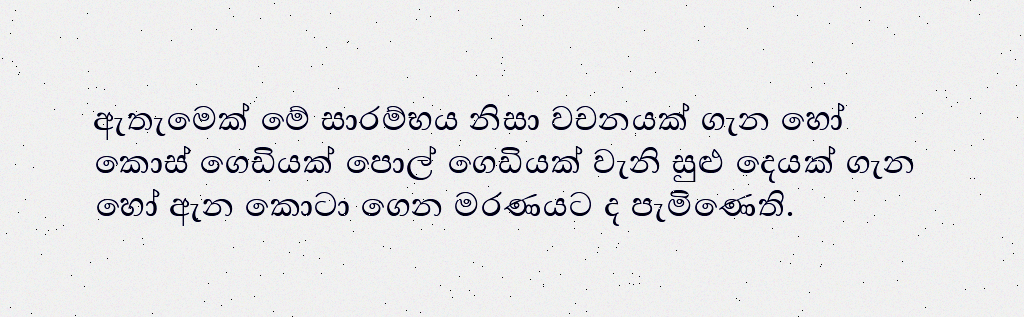 ඇතැමෙක් මේ සාරම්භය නිසා වචනයක් ගැන හෝ
කොස් ගෙඩියක් පොල් ගෙඩියක් වැනි සුළු දෙයක් ගැන
හෝ ඇන කොටා ගෙන මරණයට ද පැමිණෙති.